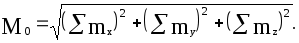 M₀ = √((∑mₓ)² + (∑mᵧ)² + (∑m_z)²).